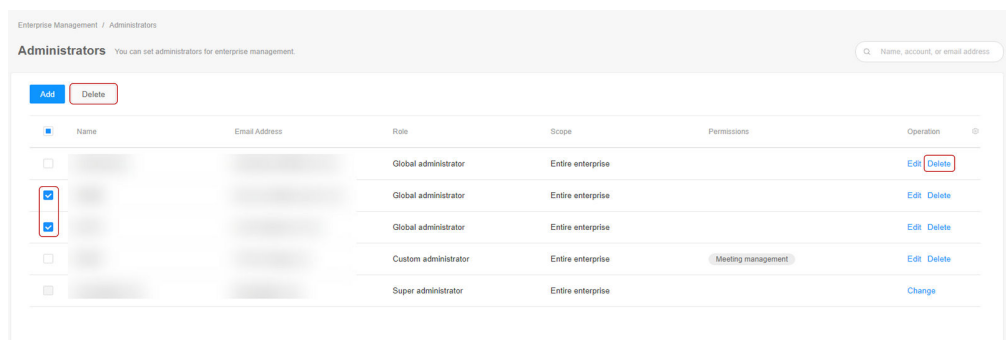 Enterprise Management / Administrators
Administrators You can set administrators for enterprise management.
Name, account, or email address
Add Delete
Name Email Address Role Scope Permissions Operation
Global administrator Entire enterprise Edit Delete
Global administrator Entire enterprise Edit Delete
Global administrator Entire enterprise Edit Delete
Custom administrator Entire enterprise Meeting management Edit Delete
Super administrator Entire enterprise Change